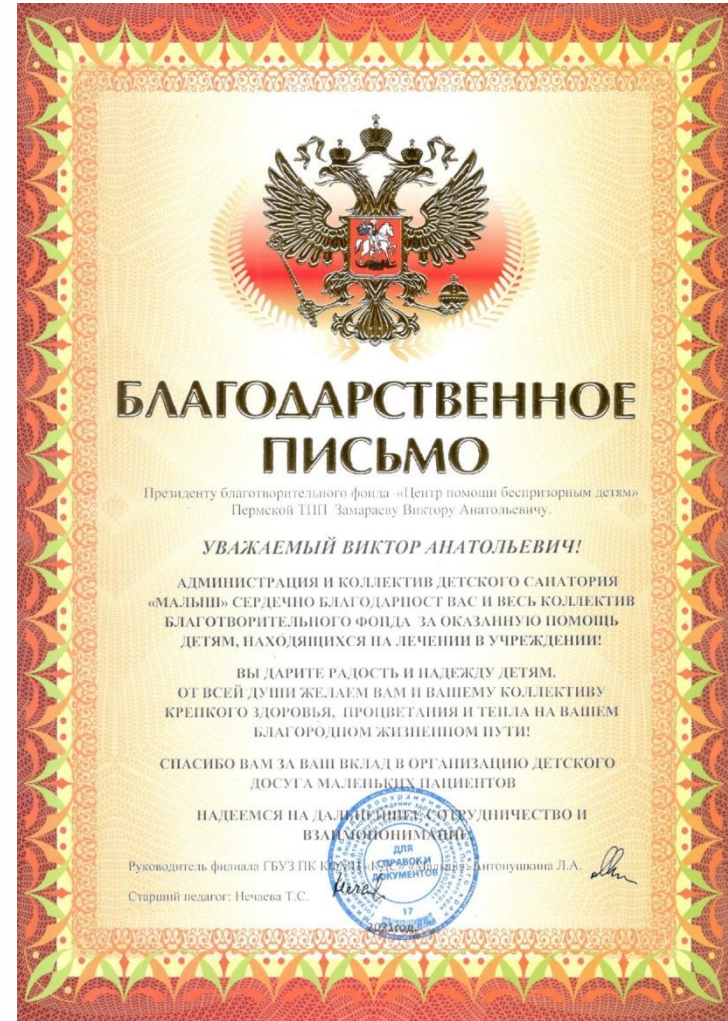 БЛАГОДАРСТВЕННОЕ
ПИСЬМО
Президенту благотворительного фонда «Центр помощи беспризорным детям»
Пермской ТПП Замараеву Виктору Анатольевичу.
УВАЖАЕМЫЙ ВИКТОР АНАТОЛЬЕВИЧ!
АДМИНИСТРАЦИЯ И КОЛЛЕКТИВ ДЕТСКОГО САНАТОРИЯ
«МАЛЫШ» СЕРДЕЧНО БЛАГОДАРНОСТ ВАС И ВЕСЬ КОЛЛЕКТИВ
БЛАГОТВОРИТЕЛЬНОГО ФОНДА ЗА ОКАЗАННУЮ ПОМОЩЬ
ДЕТЯМ, НАХОДЯЩИХСЯ НА ЛЕЧЕНИИ В УЧРЕЖДЕНИИ!
ВЫ ДАРИТЕ РАДОСТЬ И НАДЕЖДУ ДЕТЯМ.
ОТ ВСЕЙ ДУШИ ЖЕЛАЕМ ВАМ И ВАШЕМУ КОЛЛЕКТИВУ
КРЕПКОГО ЗДОРОВЬЯ, ПРОЦВЕТАНИЯ И ТЕПЛА НА ВАШЕМ
БЛАГОРОДНОМ ЖИЗНЕННОМ ПУТИ!
СПАСИБО ВАМ ЗА ВАШ ВКЛАД В ОРГАНИЗАЦИЮ ДЕТСКОГО
ДОСУГА МАЛЕНЬКИХ ПАЦИЕНТОВ
НАДЕЕМСЯ НА ДАЛЬНЕЙШЕЕ СОТРУДНИЧЕСТВО И
ВЗАИМОПОНИМАНИЕ
Руководитель филиала ГБУЗ ПК Антонушкина Л.А.
Старший педагог: Нечаева Т.С.
ДЛЯ
СПРАВОК И
ДОКУМЕНТОВ
17
2021год.